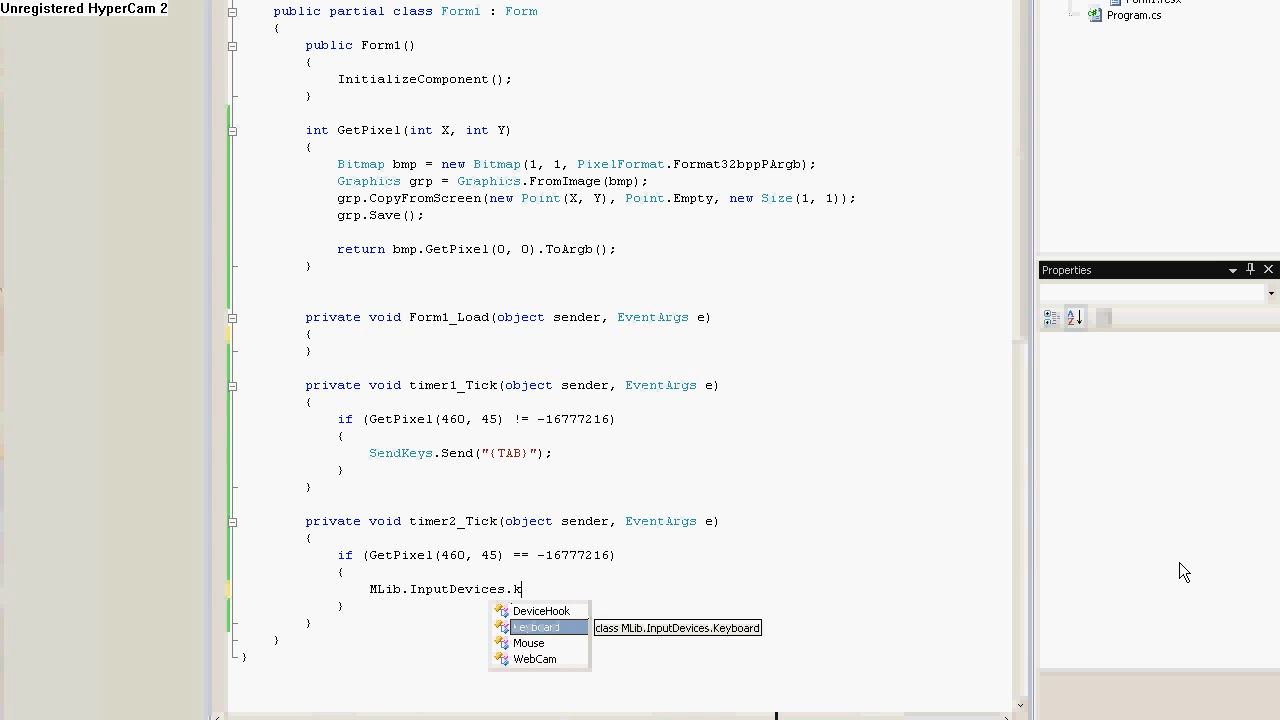 Unregistered HyperCam 2
public partial class Form1 : Form
{
public Form1()
{
InitializeComponent();
}
int GetPixel(int X, int Y)
{
Bitmap bmp = new Bitmap(1, 1, PixelFormat.Format32bppPArgb);
Graphics grp = Graphics.FromImage(bmp);
grp.CopyFromScreen(new Point(X, Y), Point.Empty, new Size(1, 1));
grp.Save();
return bmp.GetPixel(0, 0).ToArgb();
}
private void Form1_Load(object sender, EventArgs e)
{
}
private void timer1_Tick(object sender, EventArgs e)
{
if (GetPixel(460, 45) != -16777216)
{
SendKeys.Send("{TAB}");
}
}
private void timer2_Tick(object sender, EventArgs e)
{
if (GetPixel(460, 45) == -16777216)
{
MLib.InputDevices.k
}
}
}
}
DeviceHook
Keyboard
class MLib.InputDevices.Keyboard
Mouse
WebCam
Program.cs
Properties